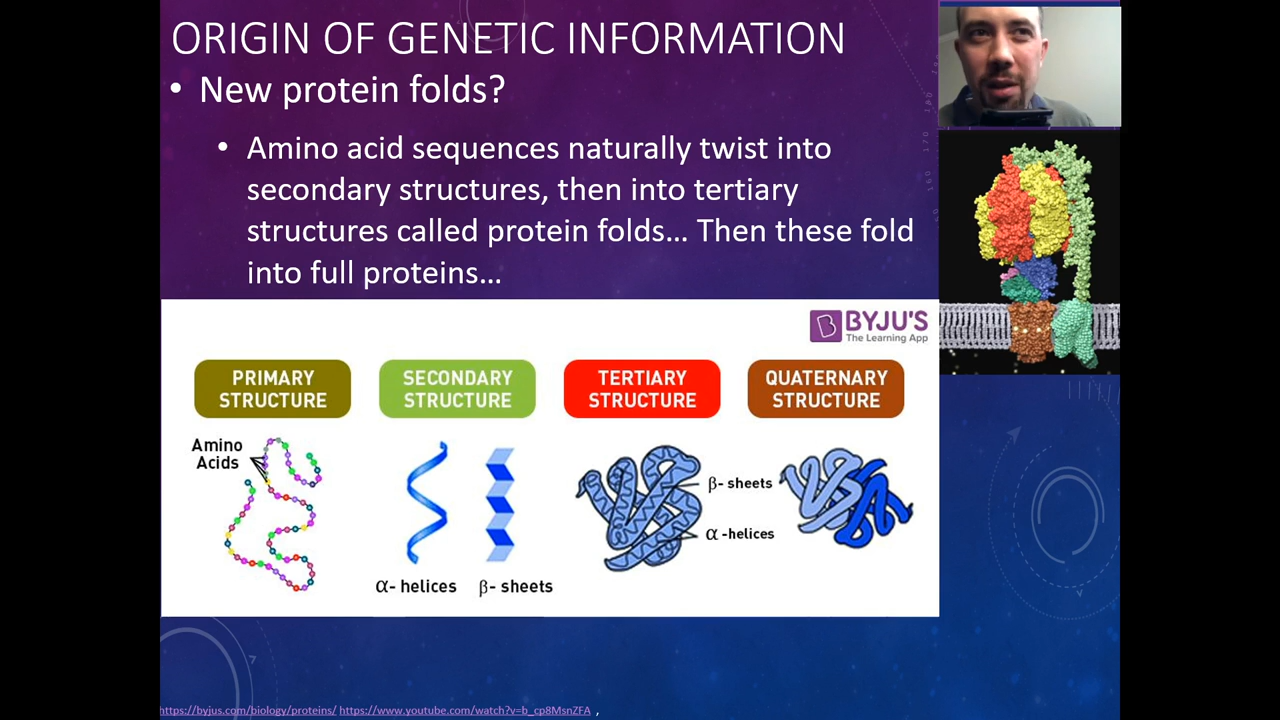 ORIGIN OF GENETIC INFORMATION
• New protein folds?
• Amino acid sequences naturally twist into
secondary structures, then into tertiary
structures called protein folds... Then these fold
into full proteins...
BYJU'S
The Learning App
PRIMARY
STRUCTURE
SECONDARY
STRUCTURE
TERTIARY
STRUCTURE
QUATERNARY
STRUCTURE
Amino
Acids
β- sheets
α -helices
α- helices
β- sheets
https://byjus.com/biology/proteins/ https://www.youtube.com/watch?v=b_cp8MsnZFA ,